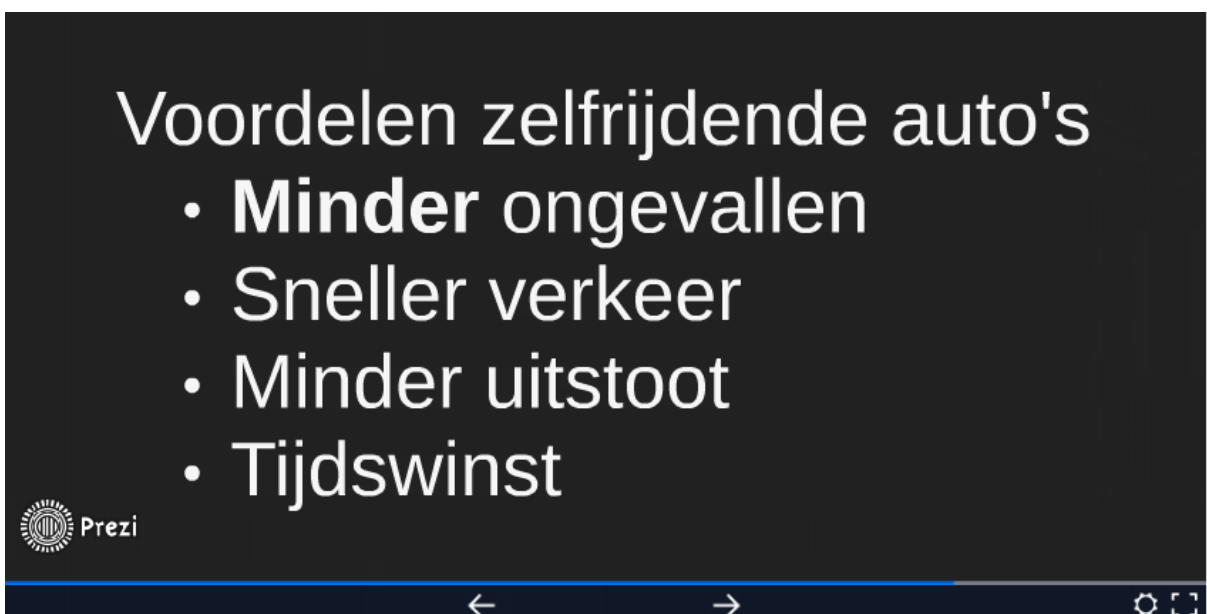 Voordelen zelfrijdende auto's
• Minder ongevallen
• Sneller verkeer
• Minder uitstoot
• Tijdswinst
Prezi